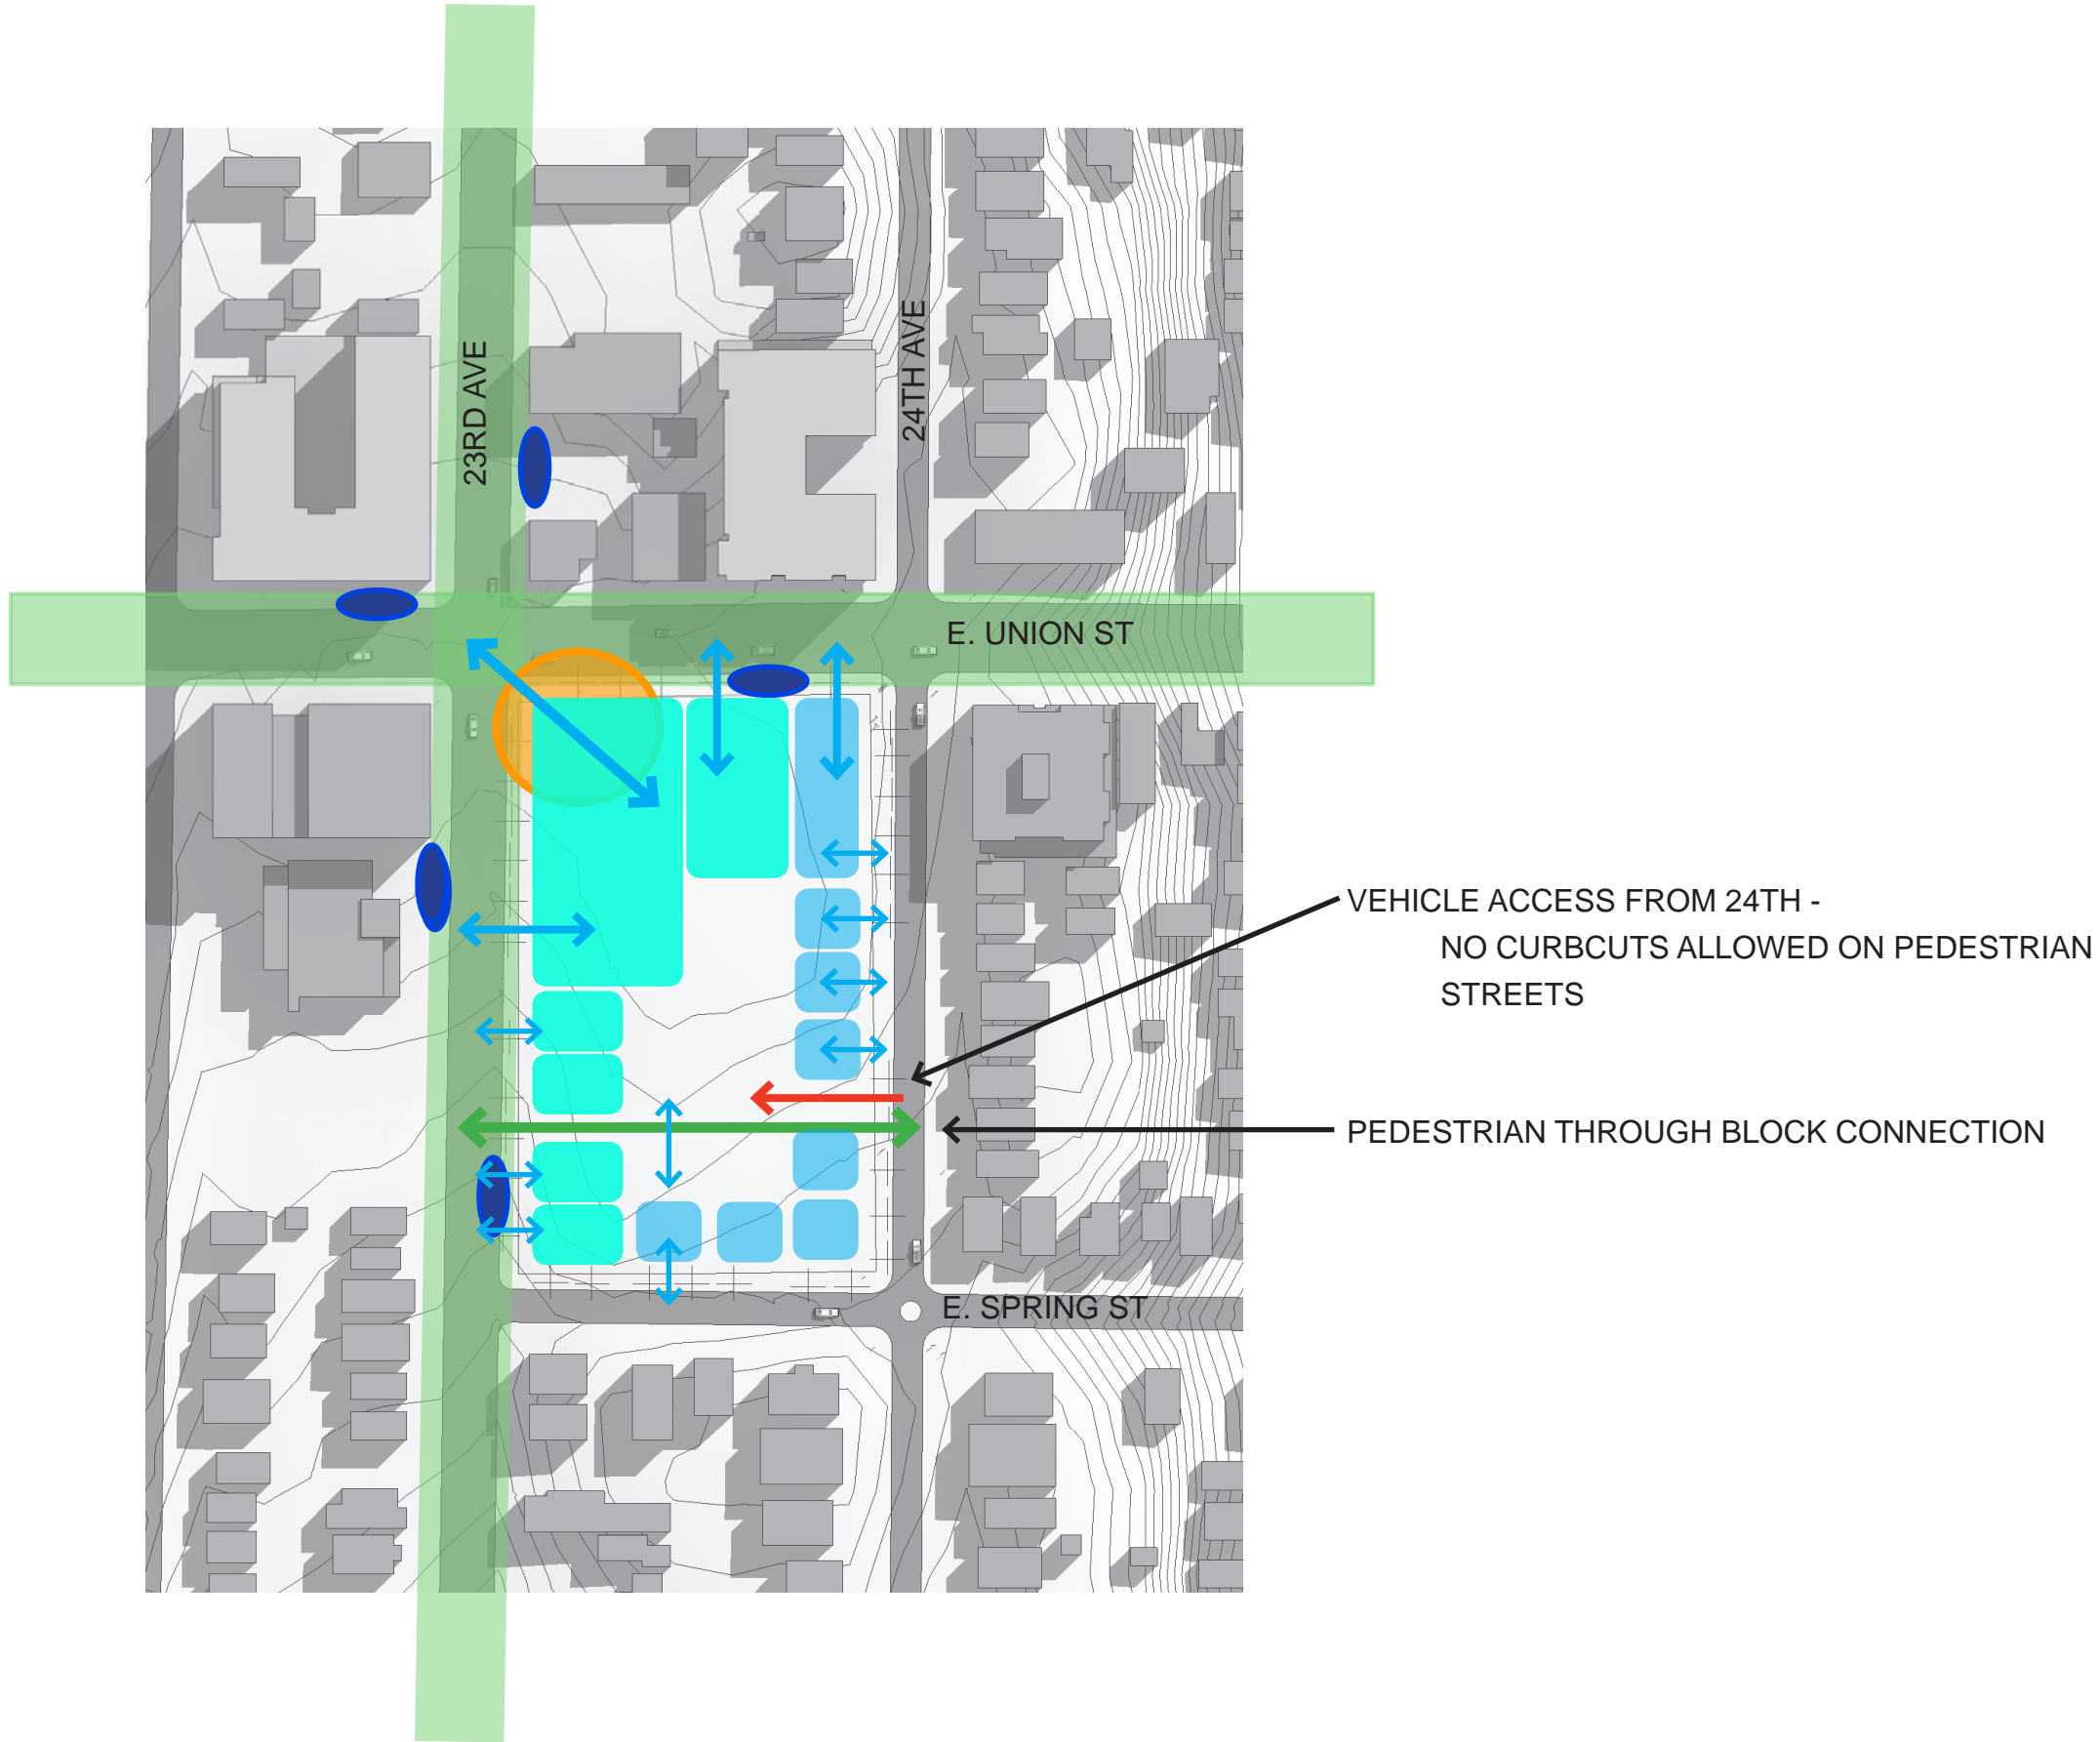 23RD AVE
24TH AVE
E. UNION ST
VEHICLE ACCESS FROM 24TH -
NO CURBCUTS ALLOWED ON PEDESTRIAN
STREETS
PEDESTRIAN THROUGH BLOCK CONNECTION
E. SPRING ST